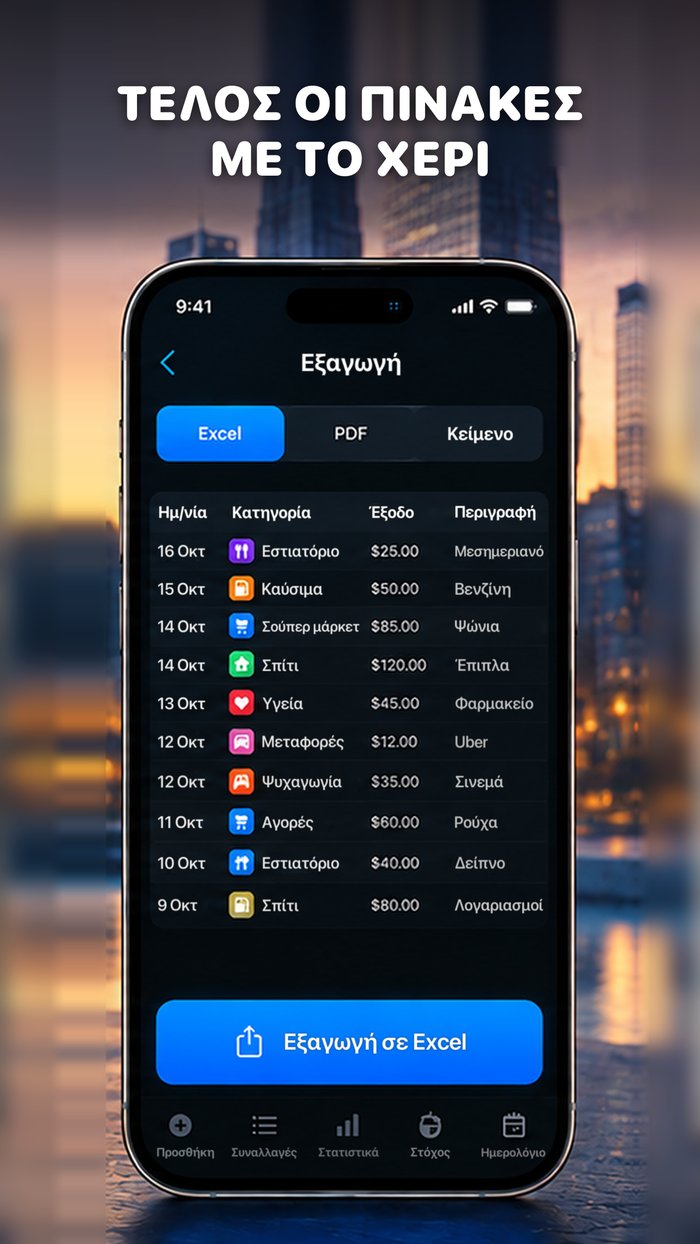 ΤΕΛΟΣ ΟΙ ΠΙΝΑΚΕΣ
ΜΕ ΤΟ ΧΕΡΙ
9:41
Εξαγωγή
Excel PDF Κείμενο
Ημ/νία Κατηγορία Έξοδο Περιγραφή
16 Οκτ Εστιατόριο $25.00 Μεσημεριανό
15 Οκτ Καύσιμα $50.00 Βενζίνη
14 Οκτ Σούπερ μάρκετ $85.00 Ψώνια
14 Οκτ Σπίτι $120.00 Έπιπλα
13 Οκτ Υγεία $45.00 Φαρμακείο
12 Οκτ Μεταφορές $12.00 Uber
12 Οκτ Ψυχαγωγία $35.00 Σινεμά
11 Οκτ Αγορές $60.00 Ρούχα
10 Οκτ Εστιατόριο $40.00 Δείπνο
9 Οκτ Σπίτι $80.00 Λογαριασμοί
Εξαγωγή σε Excel
Προσθήκη Συναλλαγές Στατιστικά Στόχος Ημερολόγιο